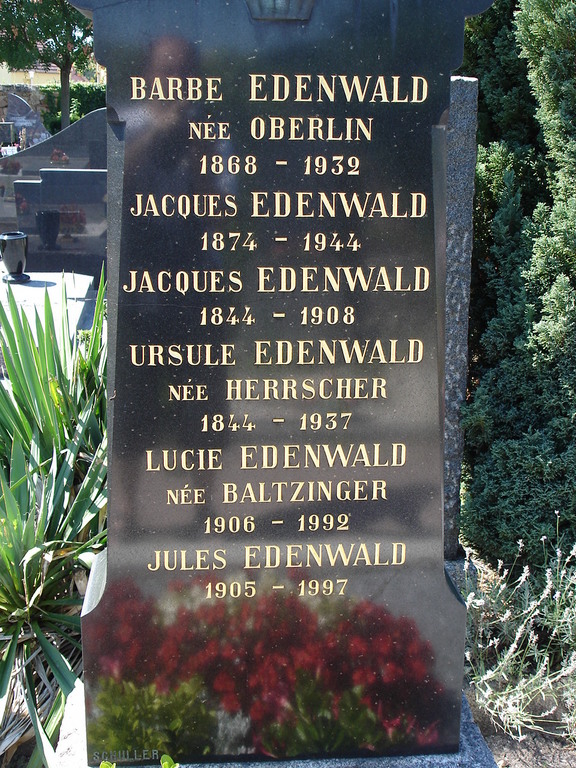 BARBE EDENWALD
NÉE OBERLIN
1868 - 1932
JACQUES EDENWALD
1874 - 1944
JACQUES EDENWALD
1844 - 1908
URSULE EDENWALD
NÉE HERRSCHER
1844 - 1937
LUCIE EDENWALD
NÉE BALTZINGER
1906 - 1992
JULES EDENWALD
1905 - 1997
SCHULLER